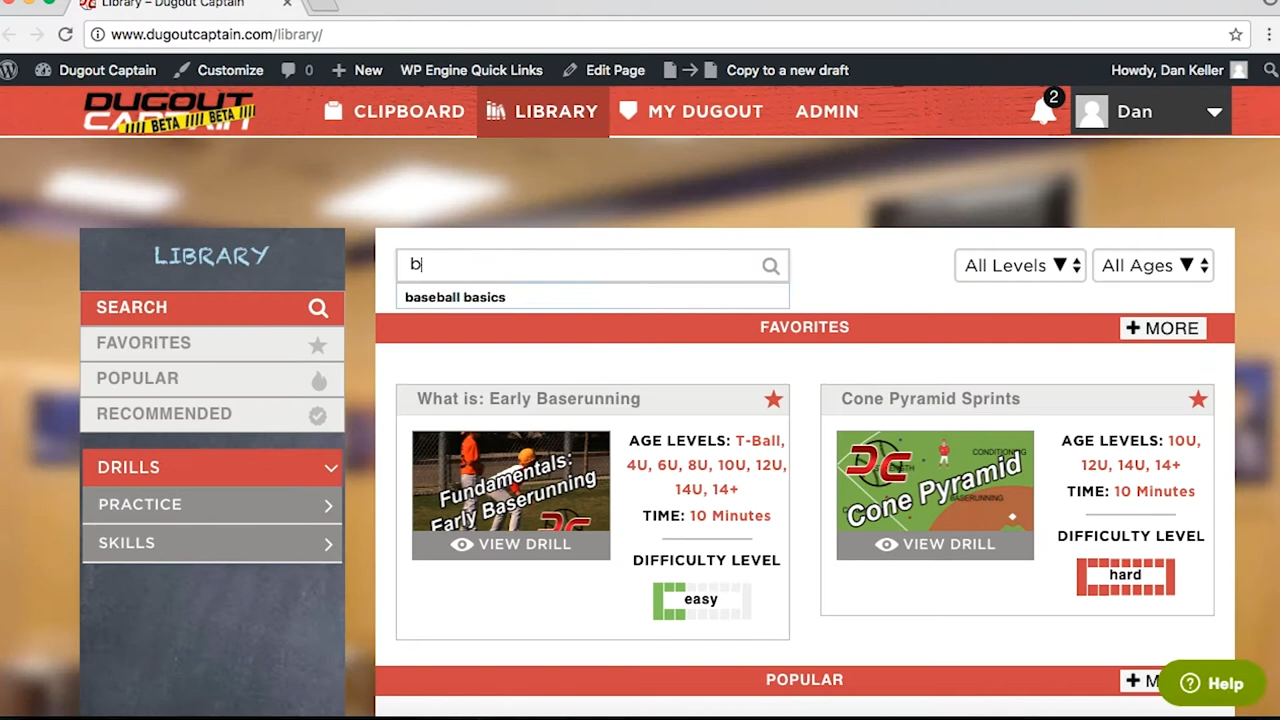 Library – Dugout Captain
www.dugoutcaptain.com/library/
Dugout Captain Customize 0 New WP Engine Quick Links Edit Page Copy to a new draft Howdy, Dan Keller
DUGOUT
CAPTAIN
BETA BETA
CLIPBOARD LIBRARY MY DUGOUT ADMIN 2 Dan
LIBRARY
SEARCH
FAVORITES
POPULAR
RECOMMENDED
DRILLS
PRACTICE
SKILLS
b
All Levels ▼ All Ages ▼
baseball basics
FAVORITES
+ MORE
What is: Early Baserunning
Fundamentals:
Early Baserunning
DC
VIEW DRILL
AGE LEVELS: T-Ball,
4U, 6U, 8U, 10U, 12U,
14U, 14+
TIME: 10 Minutes
DIFFICULTY LEVEL
easy
Cone Pyramid Sprints
DC
CONDITIONING
STRENGTH
BASERUNNING
Cone Pyramid
VIEW DRILL
AGE LEVELS: 10U,
12U, 14U, 14+
TIME: 10 Minutes
DIFFICULTY LEVEL
hard
POPULAR
+ M
Help